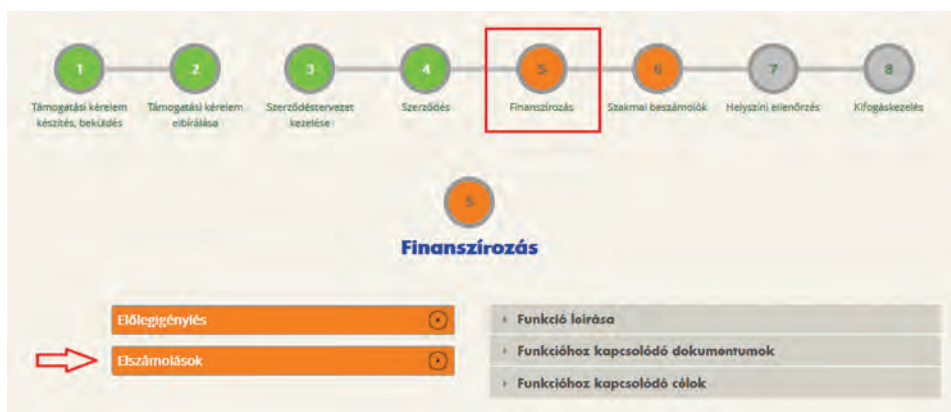 1 2 3 4 5 6 7 8
Támogatási kérelem készítés, beküldés
Támogatási kérelem elbírálása
Szerződéstervezet kezelése
Szerződés
Finanszírozás
Szakmai beszámolók
Helyszíni ellenőrzés
Kifogáskezelés
5
Finanszírozás
Előlegigénylés
Elszámolások
Funkció leírása
Funkcióhoz kapcsolódó dokumentumok
Funkcióhoz kapcsolódó célok